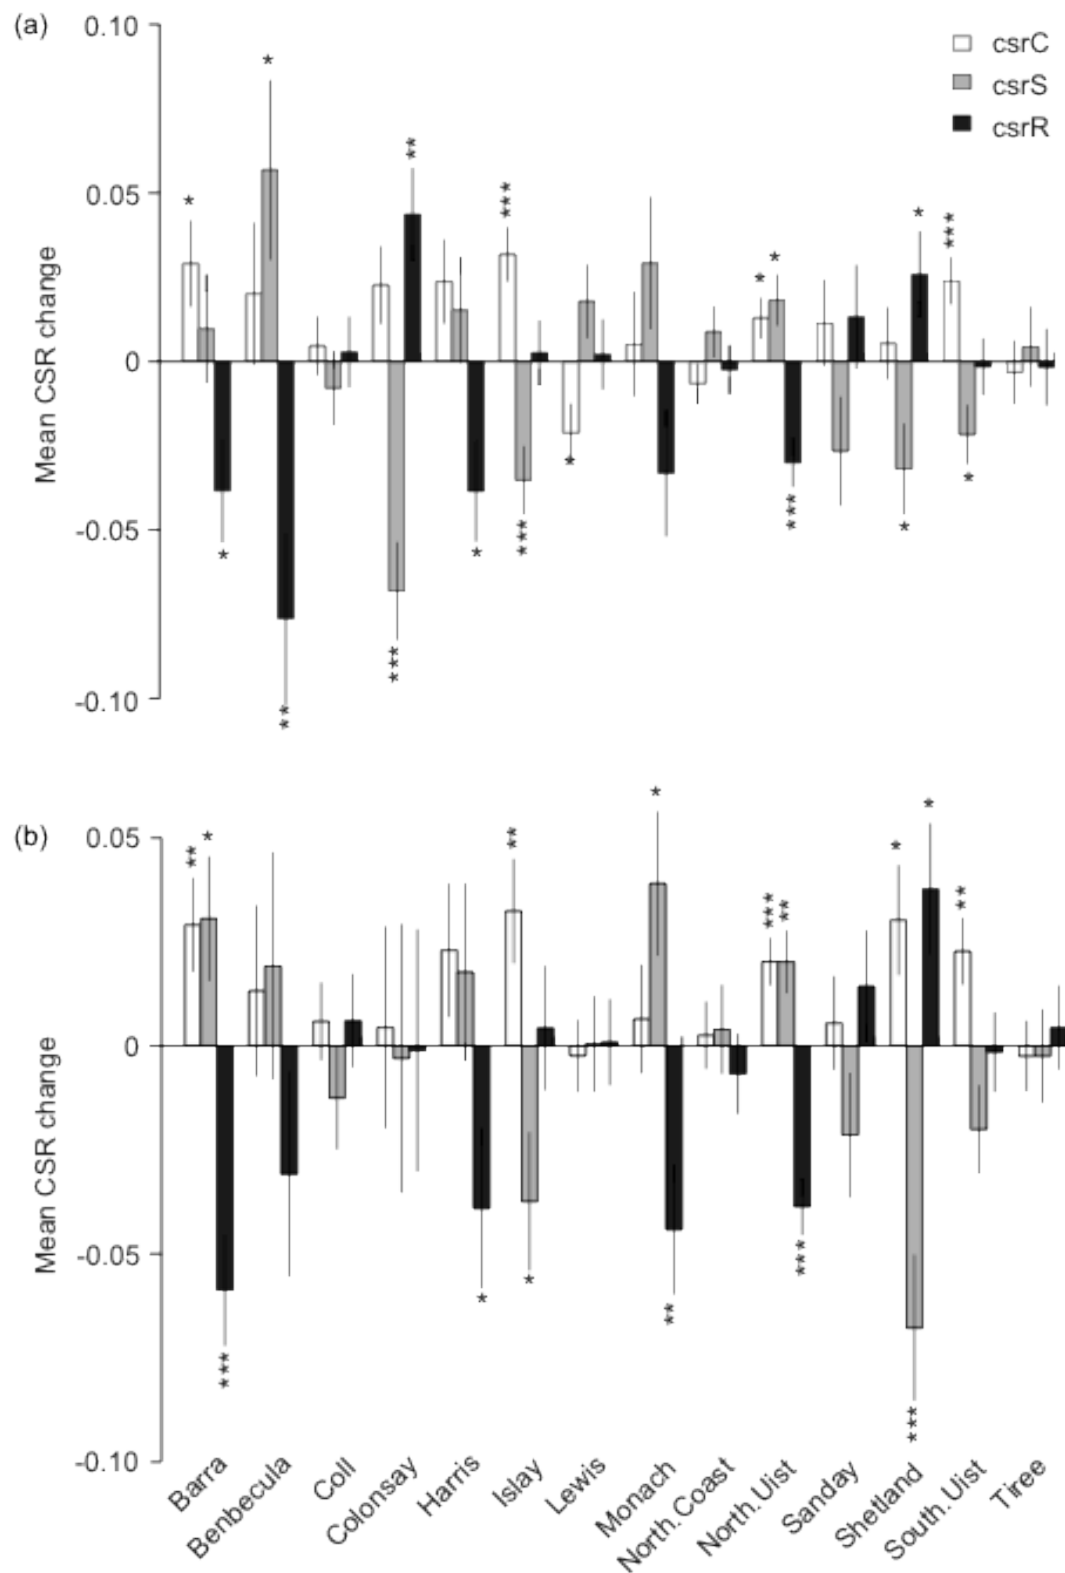 (a)
0.10
0.05
0
-0.05
-0.10
Mean CSR change
csrC
csrS
csrR
*
*
*
**
***
**
*
***
***
*
*
*
***
*
*
***
*
(b)
0.05
0
-0.05
-0.10
Mean CSR change
**
*
***
*
**
*
*
**
***
**
***
*
***
*
**
Barra
Benbecula
Coll
Colonsay
Harris
Islay
Lewis
Monach
North.Coast
North.Uist
Sanday
Shetland
South.Uist
Tiree